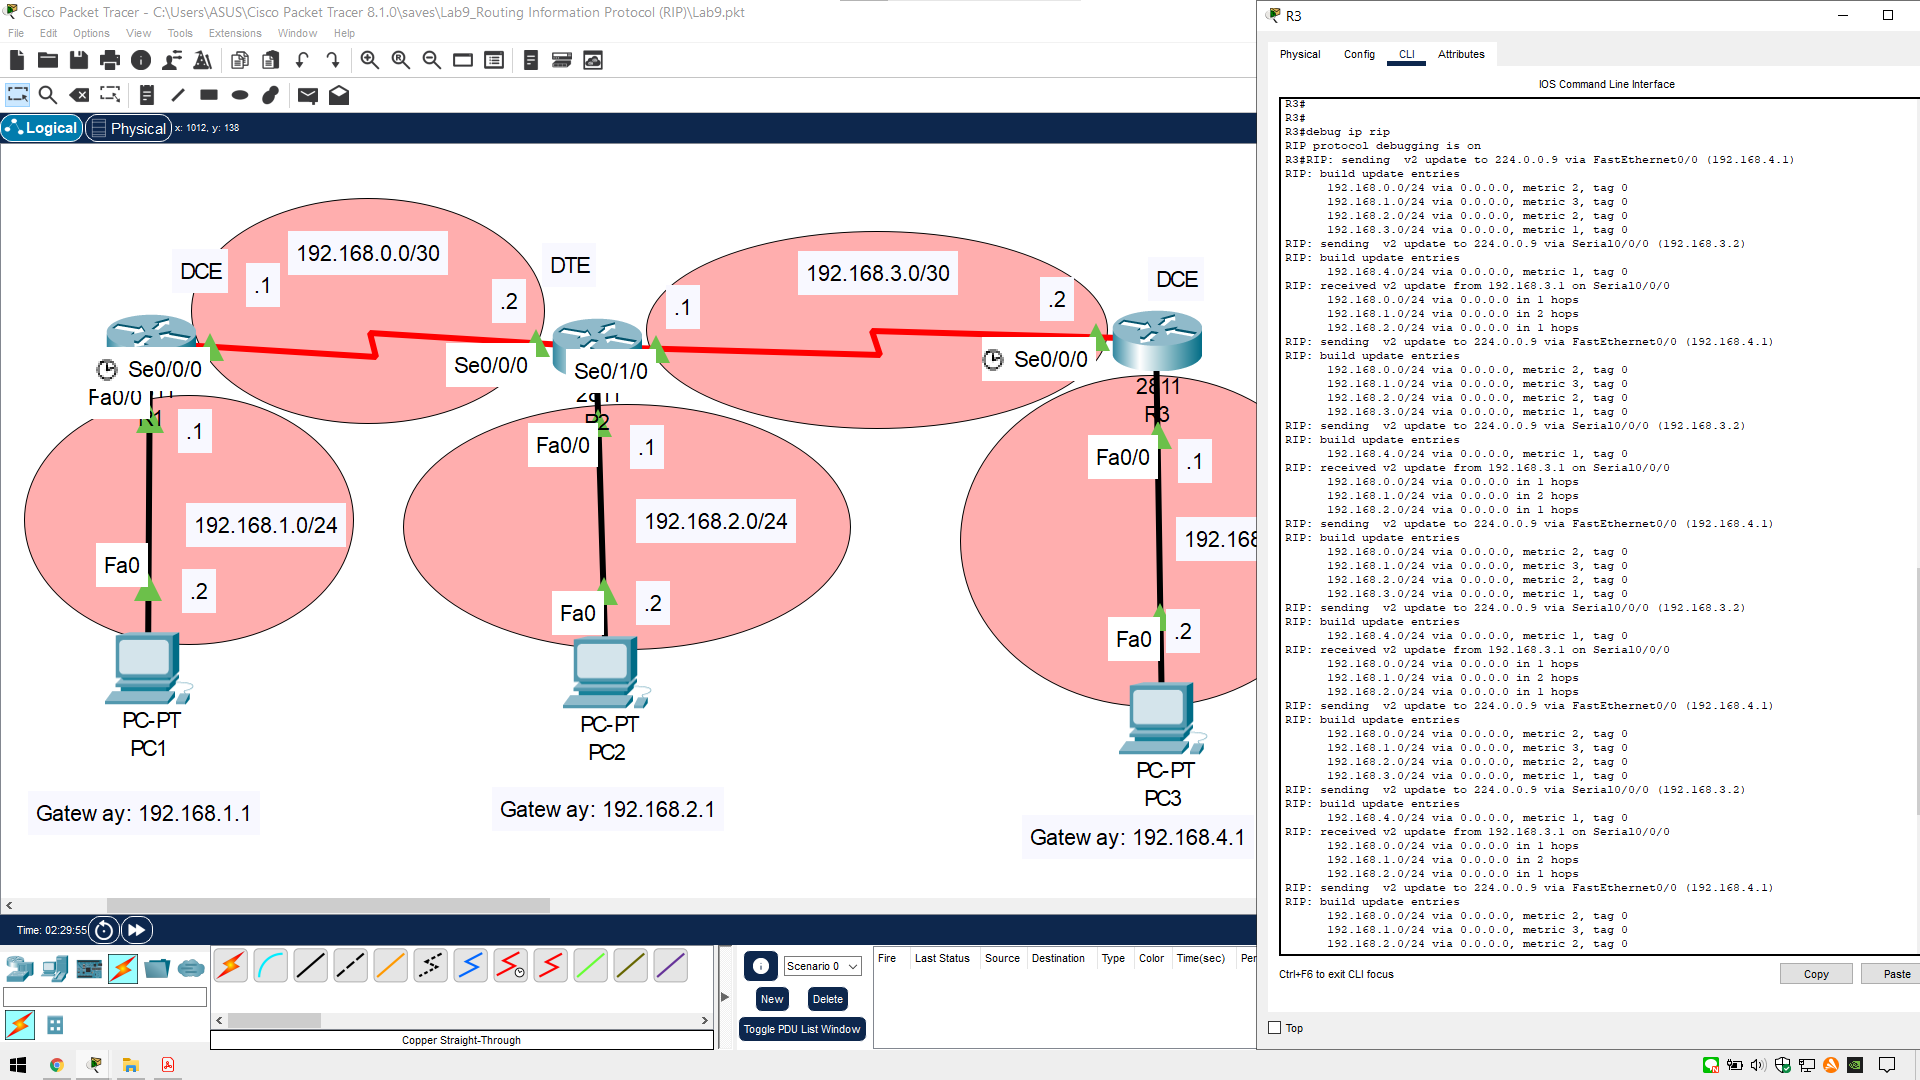 Cisco Packet Tracer - C:\Users\ASUS\Cisco Packet Tracer 8.1.0\saves\Lab9_Routing Information Protocol (RIP)\Lab9.pkt
File Edit Options View Tools Extensions Window Help
Logical Physical x: 1012, y: 138
192.168.0.0/30
DCE
.1
.2
DTE
192.168.3.0/30
.1
.2
DCE
Se0/0/0
Fa0/0
R1
Se0/0/0
Se0/1/0
2811
R2
Se0/0/0
2811
R3
.1
Fa0/0
.1
Fa0/0
.1
192.168.1.0/24
192.168.2.0/24
192.168
Fa0
.2
Fa0
.2
Fa0
.2
PC-PT
PC1
PC-PT
PC2
PC-PT
PC3
Gatew ay: 192.168.1.1
Gatew ay: 192.168.2.1
Gatew ay: 192.168.4.1
Time: 02:29:55
Copper Straight-Through
Scenario 0
New Delete
Toggle PDU List Window
Fire Last Status Source Destination Type Color Time(sec) Per
R3
Physical Config CLI Attributes
IOS Command Line Interface
R3#
R3#
R3#debug ip rip
RIP protocol debugging is on
R3#RIP: sending  v2 update to 224.0.0.9 via FastEthernet0/0 (192.168.4.1)
RIP: build update entries
192.168.0.0/24 via 0.0.0.0, metric 2, tag 0
192.168.1.0/24 via 0.0.0.0, metric 3, tag 0
192.168.2.0/24 via 0.0.0.0, metric 2, tag 0
192.168.3.0/24 via 0.0.0.0, metric 1, tag 0
RIP: sending  v2 update to 224.0.0.9 via Serial0/0/0 (192.168.3.2)
RIP: build update entries
192.168.4.0/24 via 0.0.0.0, metric 1, tag 0
RIP: received v2 update from 192.168.3.1 on Serial0/0/0
192.168.0.0/24 via 0.0.0.0 in 1 hops
192.168.1.0/24 via 0.0.0.0 in 2 hops
192.168.2.0/24 via 0.0.0.0 in 1 hops
RIP: sending  v2 update to 224.0.0.9 via FastEthernet0/0 (192.168.4.1)
RIP: build update entries
192.168.0.0/24 via 0.0.0.0, metric 2, tag 0
192.168.1.0/24 via 0.0.0.0, metric 3, tag 0
192.168.2.0/24 via 0.0.0.0, metric 2, tag 0
192.168.3.0/24 via 0.0.0.0, metric 1, tag 0
RIP: sending  v2 update to 224.0.0.9 via Serial0/0/0 (192.168.3.2)
RIP: build update entries
192.168.4.0/24 via 0.0.0.0, metric 1, tag 0
RIP: received v2 update from 192.168.3.1 on Serial0/0/0
192.168.0.0/24 via 0.0.0.0 in 1 hops
192.168.1.0/24 via 0.0.0.0 in 2 hops
192.168.2.0/24 via 0.0.0.0 in 1 hops
RIP: sending  v2 update to 224.0.0.9 via FastEthernet0/0 (192.168.4.1)
RIP: build update entries
192.168.0.0/24 via 0.0.0.0, metric 2, tag 0
192.168.1.0/24 via 0.0.0.0, metric 3, tag 0
192.168.2.0/24 via 0.0.0.0, metric 2, tag 0
192.168.3.0/24 via 0.0.0.0, metric 1, tag 0
RIP: sending  v2 update to 224.0.0.9 via Serial0/0/0 (192.168.3.2)
RIP: build update entries
192.168.4.0/24 via 0.0.0.0, metric 1, tag 0
RIP: received v2 update from 192.168.3.1 on Serial0/0/0
192.168.0.0/24 via 0.0.0.0 in 1 hops
192.168.1.0/24 via 0.0.0.0 in 2 hops
192.168.2.0/24 via 0.0.0.0 in 1 hops
RIP: sending  v2 update to 224.0.0.9 via FastEthernet0/0 (192.168.4.1)
RIP: build update entries
192.168.0.0/24 via 0.0.0.0, metric 2, tag 0
192.168.1.0/24 via 0.0.0.0, metric 3, tag 0
192.168.2.0/24 via 0.0.0.0, metric 2, tag 0
192.168.3.0/24 via 0.0.0.0, metric 1, tag 0
RIP: sending  v2 update to 224.0.0.9 via Serial0/0/0 (192.168.3.2)
RIP: build update entries
192.168.4.0/24 via 0.0.0.0, metric 1, tag 0
RIP: received v2 update from 192.168.3.1 on Serial0/0/0
192.168.0.0/24 via 0.0.0.0 in 1 hops
192.168.1.0/24 via 0.0.0.0 in 2 hops
192.168.2.0/24 via 0.0.0.0 in 1 hops
RIP: sending  v2 update to 224.0.0.9 via FastEthernet0/0 (192.168.4.1)
RIP: build update entries
192.168.0.0/24 via 0.0.0.0, metric 2, tag 0
192.168.1.0/24 via 0.0.0.0, metric 3, tag 0
192.168.2.0/24 via 0.0.0.0, metric 2, tag 0
Ctrl+F6 to exit CLI focus
Copy Paste
Top